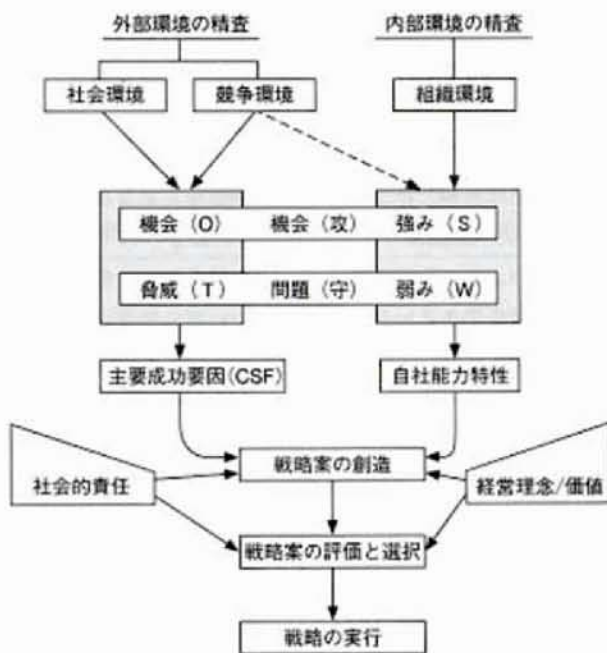 外部環境の精査
内部環境の精査
社会環境
競争環境
組織環境
機会（O） 機会（攻） 強み（S）
脅威（T） 問題（守） 弱み（W）
主要成功要因(CSF)
自社能力特性
戦略案の創造
社会的責任
経営理念/価値
戦略案の評価と選択
戦略の実行